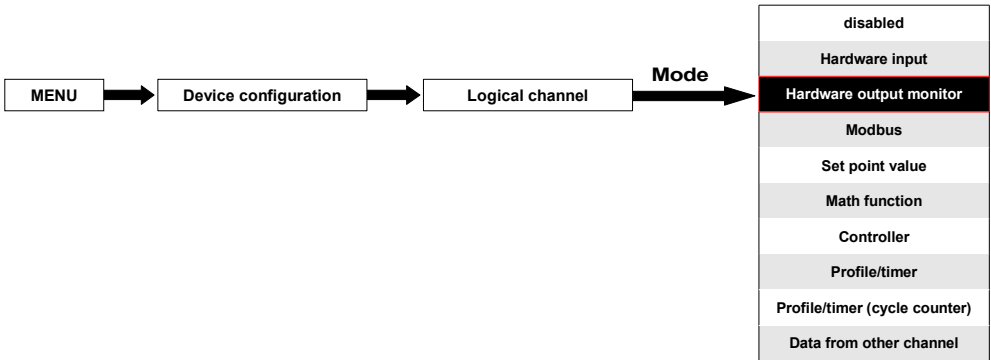 MENU
Device configuration
Logical channel
Mode
disabled
Hardware input
Hardware output monitor
Modbus
Set point value
Math function
Controller
Profile/timer
Profile/timer (cycle counter)
Data from other channel